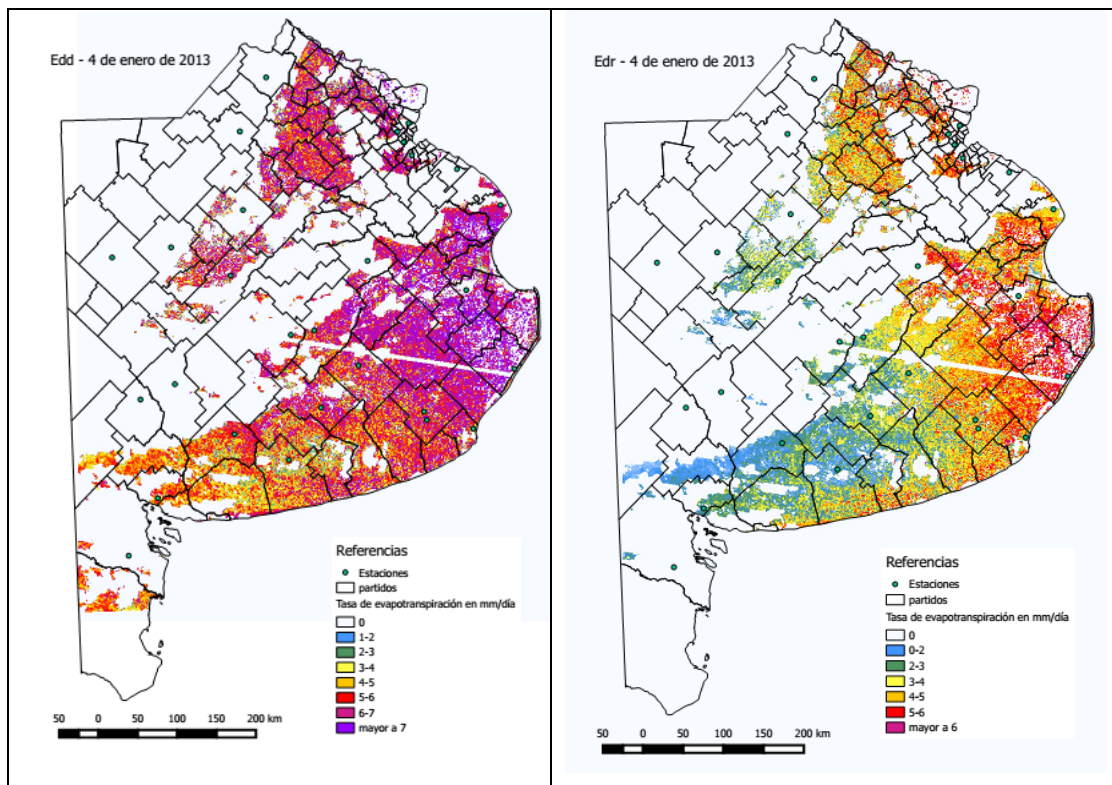 Edd - 4 de enero de 2013
Referencias
Estaciones
partidos
Tasa de evapotranspiración en mm/día
0
1-2
2-3
3-4
4-5
5-6
6-7
mayor a 7
50 0 50 100 150 200 km
Edr - 4 de enero de 2013
Referencias
Estaciones
partidos
Tasa de evapotranspiración en mm/día
0
0-2
2-3
3-4
4-5
5-6
mayor a 6
50 0 50 100 150 200 km